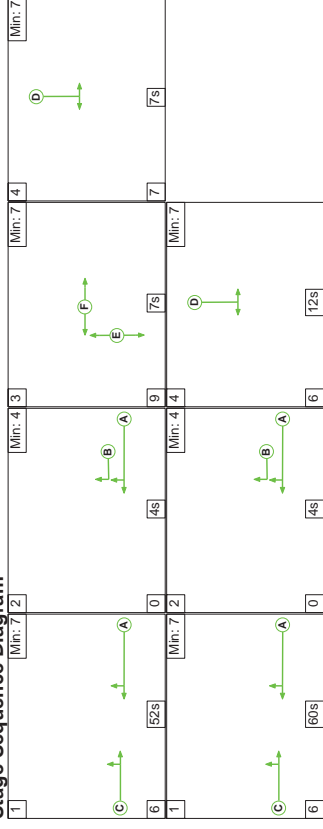 Stage Sequence Diagram
1 Min: 7
C A
6 52s
2 Min: 4
B
A
0 4s
3 Min: 7
F
E
9 7s
4 Min: 7
D
7 7s
1 Min: 7
C A
6 60s
2 Min: 4
B
A
0 4s
4 Min: 7
D
6 12s